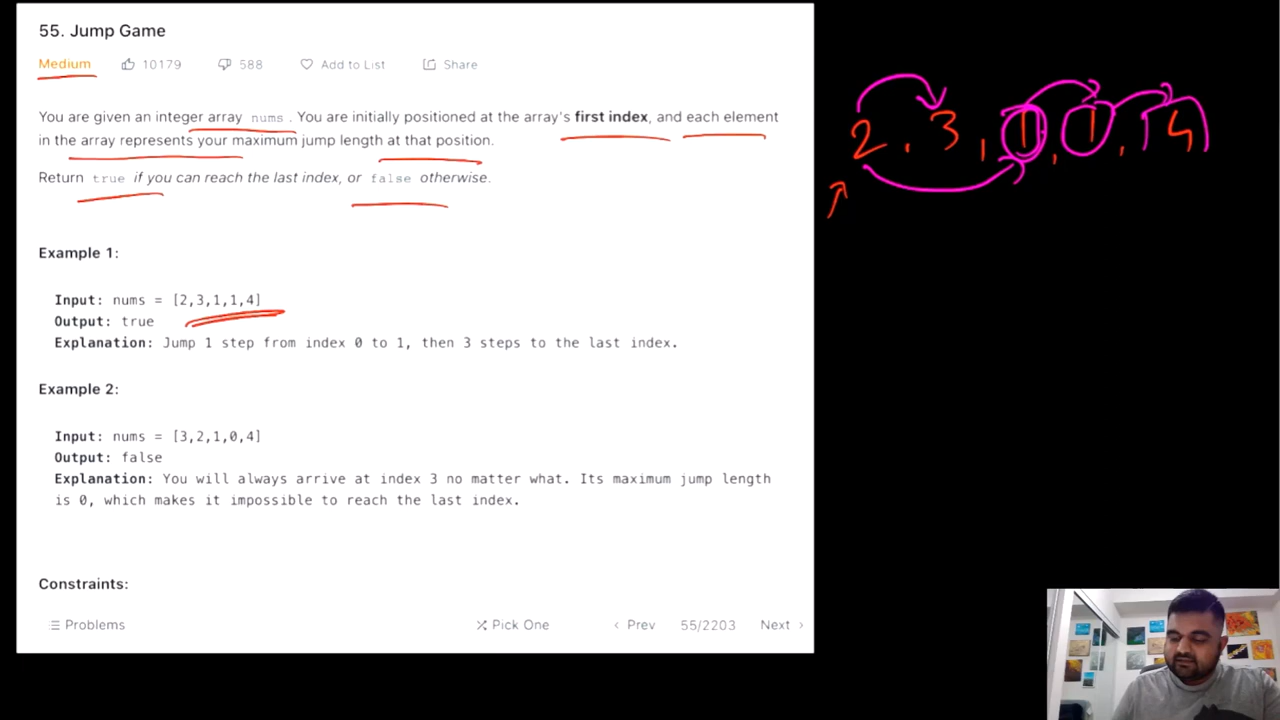 55. Jump Game
Medium 10179 588 Add to List Share
You are given an integer array nums. You are initially positioned at the array's first index, and each element
in the array represents your maximum jump length at that position.
Return true if you can reach the last index, or false otherwise.
Example 1:
Input: nums = [2,3,1,1,4]
Output: true
Explanation: Jump 1 step from index 0 to 1, then 3 steps to the last index.
Example 2:
Input: nums = [3,2,1,0,4]
Output: false
Explanation: You will always arrive at index 3 no matter what. Its maximum jump length
is 0, which makes it impossible to reach the last index.
Constraints:
Problems Pick One Prev 55/2203 Next
2, 3, 1, 1, 4